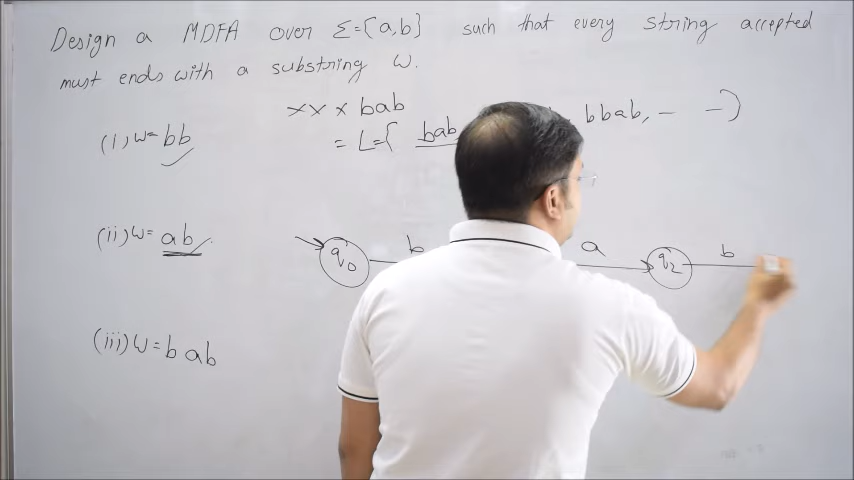 Design a MDFA over Σ={a,b} such that every string accepted
must ends with a substring W.
xx x bab
(i) W= bb
= L={ bab bbab, - - }
(ii) W= ab
q0 b a q2 b
(iii) W= bab